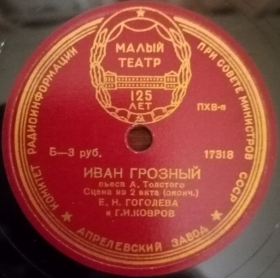 КОМИТЕТ РАДИОИНФОРМАЦИИ ПРИ СОВЕТЕ МИНИСТРОВ СССР
МАЛЫЙ
ТЕАТР
125
ЛЕТ
ПХВ-я
Б—3 руб.
17318
ИВАН ГРОЗНЫЙ
пьеса А. Толстого
Сцена из 2 акта (оконч.)
Е. Н. ГОГОЛЕВА
и Г.И.КОВРОВ
АПРЕЛЕВСКИЙ ЗАВОД